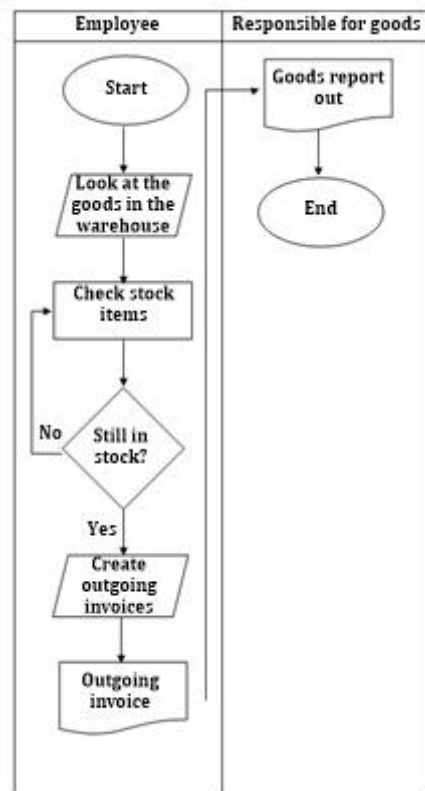 Employee
Responsible for goods
Start
Look at the
goods in the
warehouse
Check stock
items
No
Still in
stock?
Yes
Create
outgoing
invoices
Outgoing
invoice
Goods report
out
End